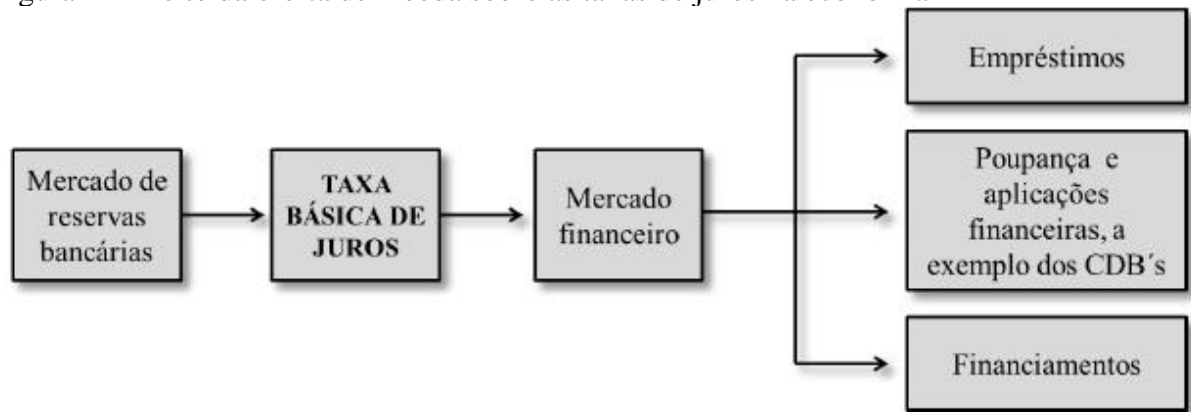 Mercado de
reservas
bancárias
TAXA
BÁSICA DE
JUROS
Mercado
financeiro
Empréstimos
Poupança e
aplicações
financeiras, a
exemplo dos CDB´s
Financiamentos